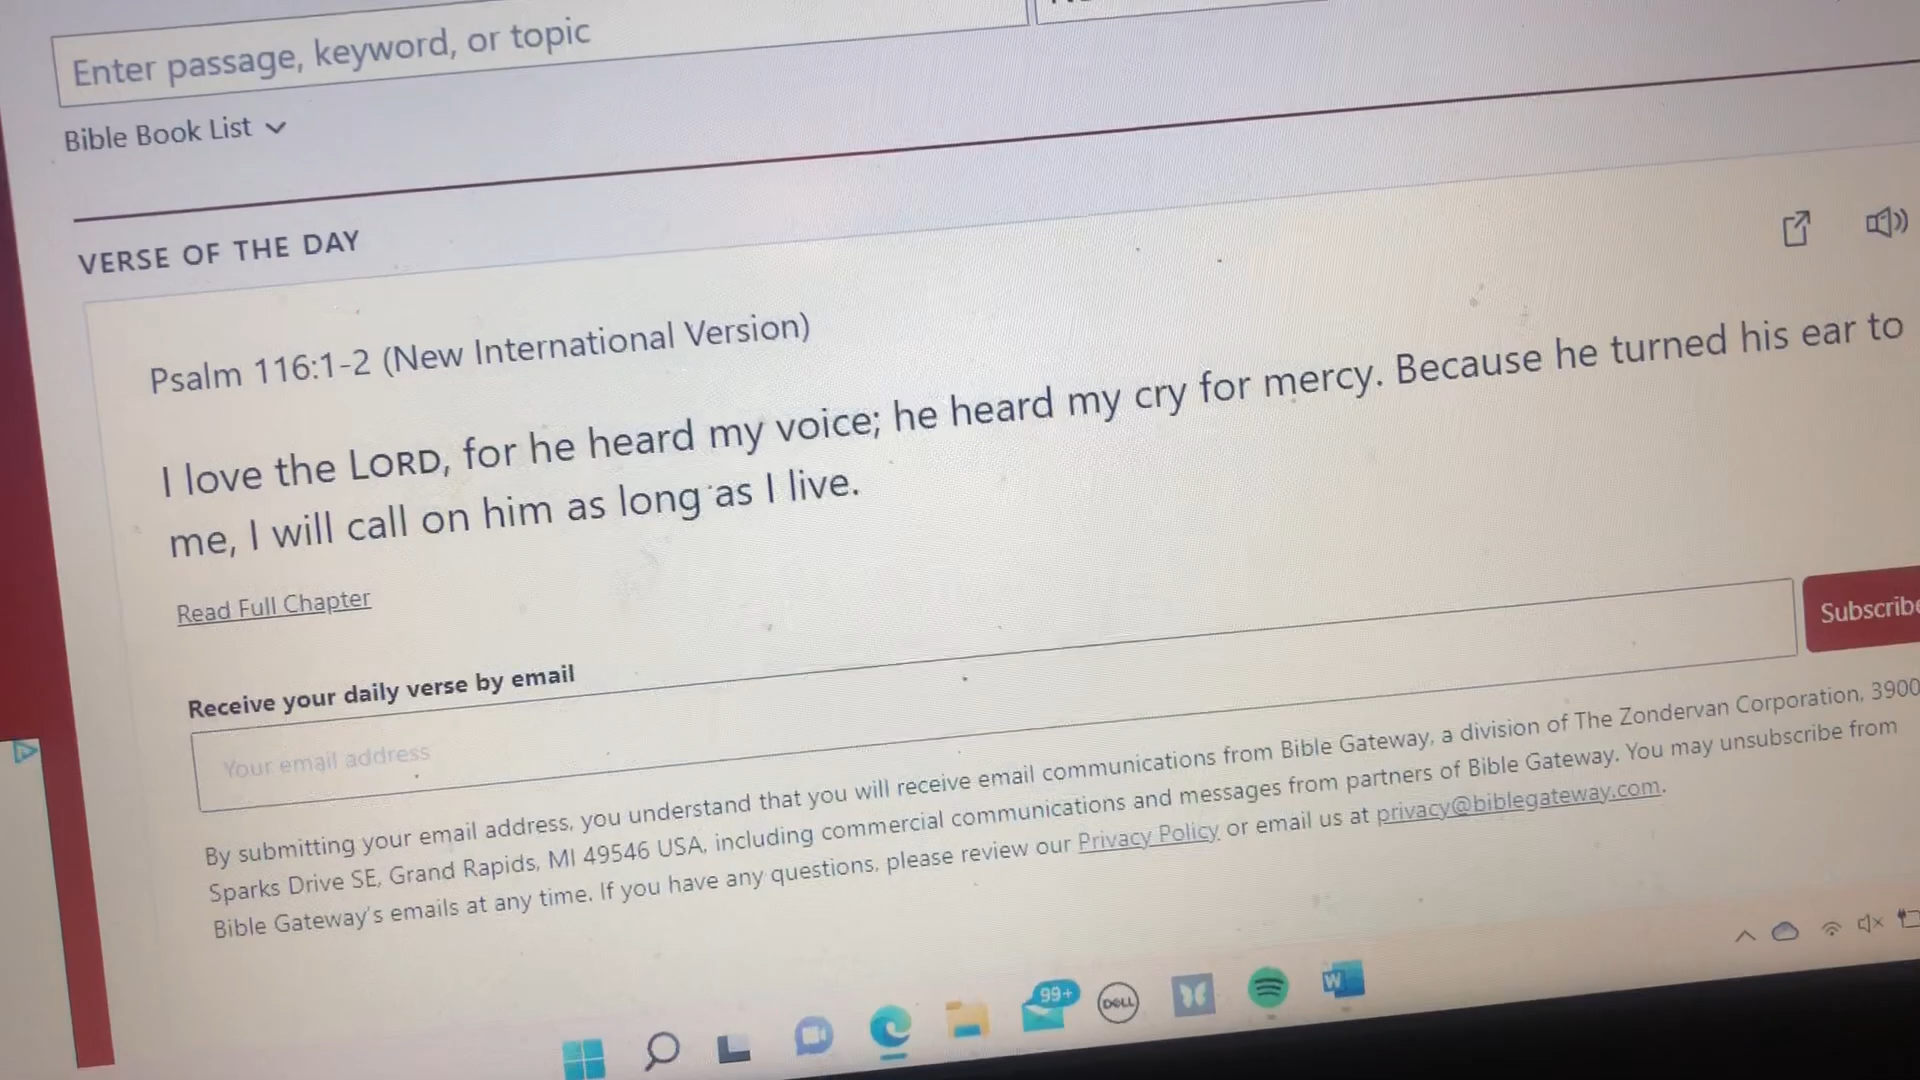 Enter passage, keyword, or topic
Bible Book List
VERSE OF THE DAY
Psalm 116:1-2 (New International Version)
I love the LORD, for he heard my voice; he heard my cry for mercy. Because he turned his ear to
me, I will call on him as long as I live.
Read Full Chapter
Receive your daily verse by email
Your email address
Subscribe
By submitting your email address, you understand that you will receive email communications from Bible Gateway, a division of The Zondervan Corporation, 3900
Sparks Drive SE, Grand Rapids, MI 49546 USA, including commercial communications and messages from partners of Bible Gateway. You may unsubscribe from
Bible Gateway's emails at any time. If you have any questions, please review our Privacy Policy or email us at privacy@biblegateway.com.
99+
DELL
W